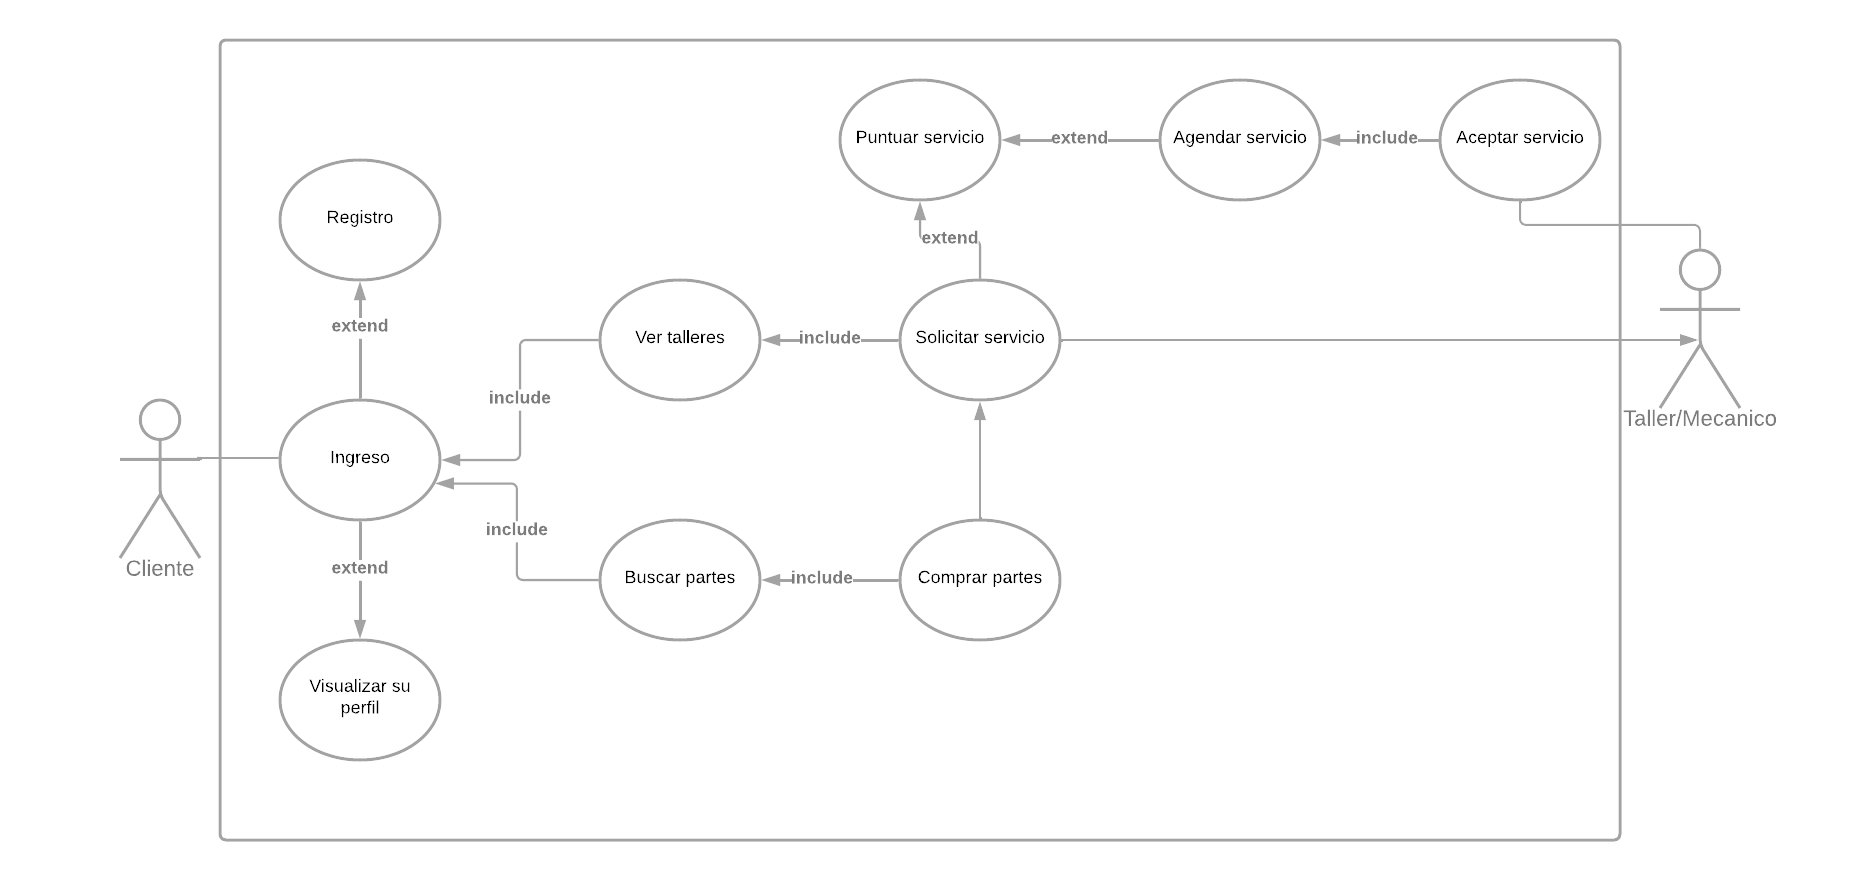 Puntuar servicio
extend
Agendar servicio
include
Aceptar servicio
Registro
extend
extend
Ver talleres
include
Solicitar servicio
include
Taller/Mecanico
Ingreso
Cliente
include
extend
Buscar partes
include
Comprar partes
Visualizar su
perfil